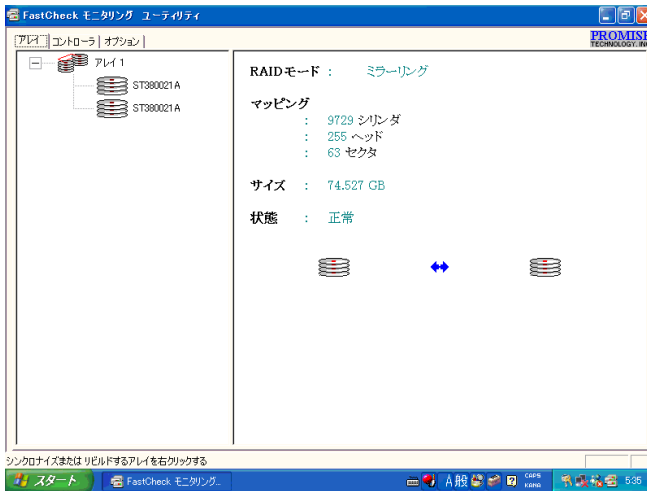 FastCheck モニタリング ユーティリティ
アレイ コントローラ オプション
PROMISE
TECHNOLOGY, IN
アレイ 1
ST380021A
ST380021A
RAIDモード : ミラーリング
マッピング
: 9729 シリンダ
: 255 ヘッド
: 63 セクタ
サイズ : 74.527 GB
状態 : 正常
シンクロナイズまたは リビルドするアレイを右クリックする
スタート FastCheck モニタリング... A 般 CAPS KANA 5:35